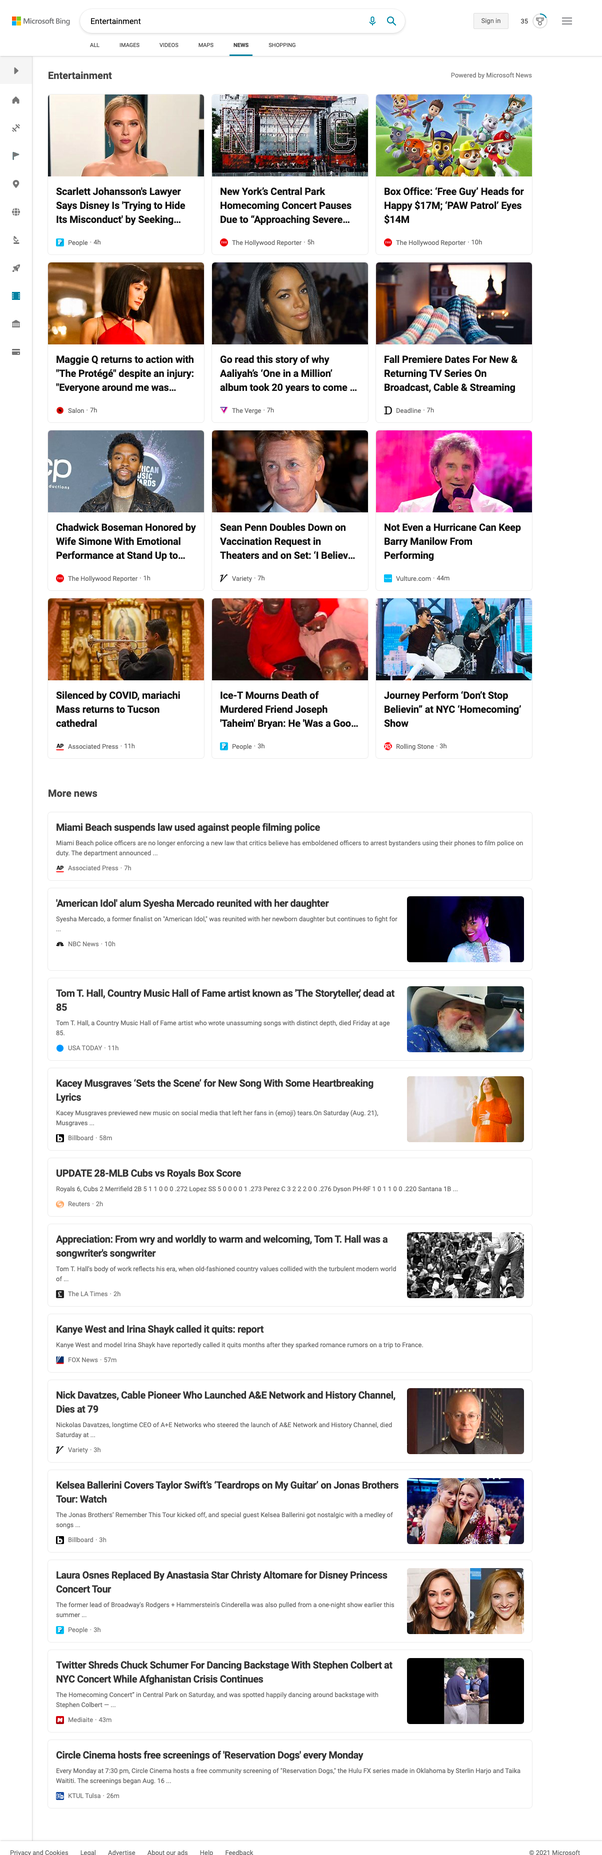 Microsoft Bing
Entertainment
Sign in
35
ALL
IMAGES
VIDEOS
MAPS
NEWS
SHOPPING
Entertainment
Powered by Microsoft News
Scarlett Johansson's Lawyer
Says Disney Is 'Trying to Hide
Its Misconduct' by Seeking...
People · 4h
New York's Central Park
Homecoming Concert Pauses
Due to "Approaching Severe...
The Hollywood Reporter · 5h
Box Office: 'Free Guy' Heads for
Happy $17M; 'PAW Patrol' Eyes
$14M
The Hollywood Reporter · 10h
Maggie Q returns to action with
"The Protégé" despite an injury:
"Everyone around me was...
Salon · 7h
Go read this story of why
Aaliyah's 'One in a Million'
album took 20 years to come ...
The Verge · 7h
Fall Premiere Dates For New &
Returning TV Series On
Broadcast, Cable & Streaming
Deadline · 7h
Chadwick Boseman Honored by
Wife Simone With Emotional
Performance at Stand Up to...
The Hollywood Reporter · 1h
Sean Penn Doubles Down on
Vaccination Request in
Theaters and on Set: 'I Believ...
Variety · 7h
Not Even a Hurricane Can Keep
Barry Manilow From
Performing
Vulture.com · 44m
Silenced by COVID, mariachi
Mass returns to Tucson
cathedral
AP Associated Press · 11h
Ice-T Mourns Death of
Murdered Friend Joseph
'Taheim' Bryan: He 'Was a Goo...
People · 3h
Journey Perform 'Don't Stop
Believin'' at NYC 'Homecoming'
Show
Rolling Stone · 3h
More news
Miami Beach suspends law used against people filming police
Miami Beach police officers are no longer enforcing a new law that critics believe has emboldened officers to arrest bystanders using their phones to film police on
duty. The department announced ...
AP Associated Press · 7h
'American Idol' alum Syesha Mercado reunited with her daughter
Syesha Mercado, a former finalist on "American Idol," was reunited with her newborn daughter but continues to fight for
...
NBC News · 10h
Tom T. Hall, Country Music Hall of Fame artist known as 'The Storyteller,' dead at
85
Tom T. Hall, a Country Music Hall of Fame artist who wrote unassuming songs with distinct depth, died Friday at age
85.
USA TODAY · 11h
Kacey Musgraves 'Sets the Scene' for New Song With Some Heartbreaking
Lyrics
Kacey Musgraves previewed new music on social media that left her fans in (emoji) tears.On Saturday (Aug. 21),
Musgraves ...
Billboard · 58m
UPDATE 28-MLB Cubs vs Royals Box Score
Royals 6, Cubs 2 Merrifield 2B 5 1 1 0 0 0 .272 Lopez SS 5 0 0 0 0 1 .273 Perez C 3 2 2 2 0 0 .276 Dyson PH-RF 1 0 1 1 0 0 .220 Santana 1B ...
Reuters · 2h
Appreciation: From wry and worldly to warm and welcoming, Tom T. Hall was a
songwriter's songwriter
Tom T. Hall's body of work reflects his era, when old-fashioned country values collided with the turbulent modern world
of ...
The LA Times · 2h
Kanye West and Irina Shayk called it quits: report
Kanye West and model Irina Shayk have reportedly called it quits months after they sparked romance rumors on a trip to France.
FOX News · 57m
Nick Davatzes, Cable Pioneer Who Launched A&E Network and History Channel,
Dies at 79
Nickolas Davatzes, longtime CEO of A+E Networks who steered the launch of A&E Network and History Channel, died
Saturday at ...
Variety · 3h
Kelsea Ballerini Covers Taylor Swift's 'Teardrops on My Guitar' on Jonas Brothers
Tour: Watch
The Jonas Brothers' Remember This Tour kicked off, and special guest Kelsea Ballerini got nostalgic with a medley of
songs ...
Billboard · 3h
Laura Osnes Replaced By Anastasia Star Christy Altomare for Disney Princess
Concert Tour
The former lead of Broadway's Rodgers + Hammerstein's Cinderella was also pulled from a one-night show earlier this
summer ...
People · 3h
Twitter Shreds Chuck Schumer For Dancing Backstage With Stephen Colbert at
NYC Concert While Afghanistan Crisis Continues
The Homecoming Concert" in Central Park on Saturday, and was spotted happily dancing around backstage with
Stephen Colbert — ...
Mediaite · 43m
Circle Cinema hosts free screenings of 'Reservation Dogs' every Monday
Every Monday at 7:30 pm, Circle Cinema hosts a free community screening of "Reservation Dogs," the Hulu FX series made in Oklahoma by Sterlin Harjo and Taika
Waititi. The screenings began Aug. 16 ...
KTUL Tulsa · 26m
Privacy and Cookies
Legal
Advertise
About our ads
Help
Feedback
© 2021 Microsoft